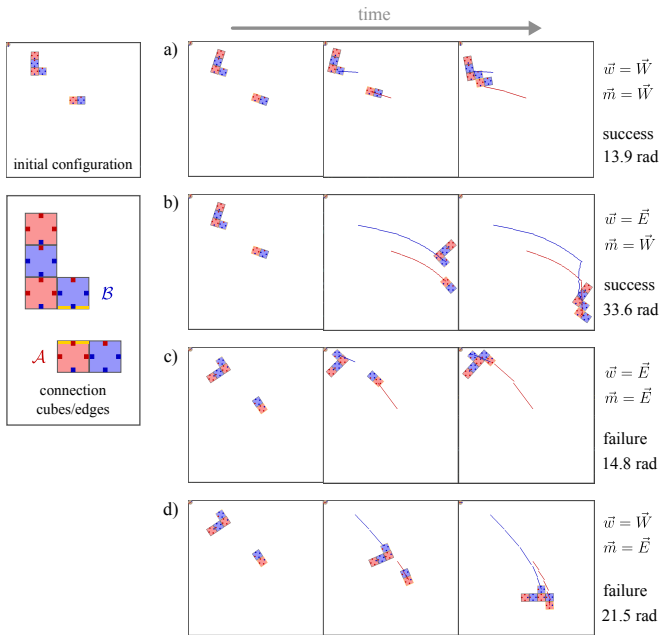 time
a)
initial configuration
w⃗ = W⃗
m⃗ = W⃗
success
13.9 rad
b)
w⃗ = E⃗
m⃗ = W⃗
success
33.6 rad
ℬ
𝒜
connection
cubes/edges
c)
w⃗ = E⃗
m⃗ = E⃗
failure
14.8 rad
d)
w⃗ = W⃗
m⃗ = E⃗
failure
21.5 rad